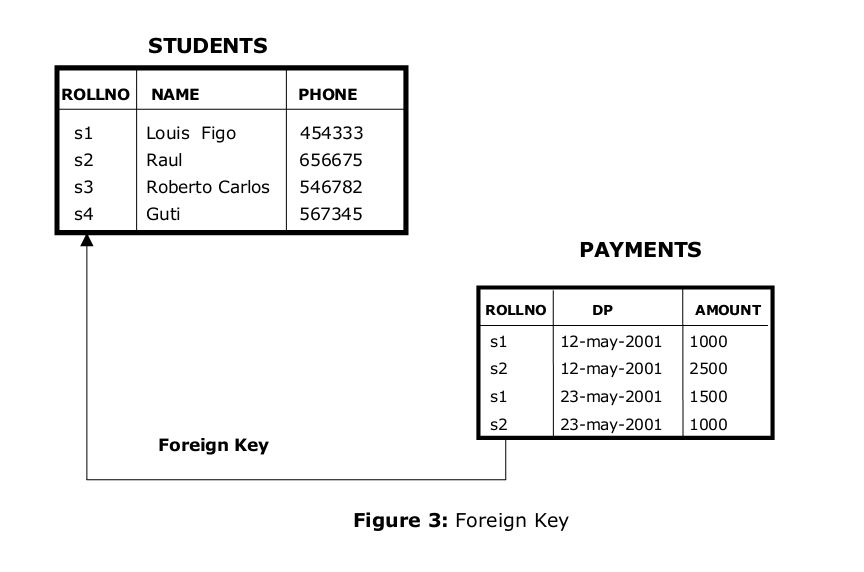 STUDENTS
ROLLNO NAME PHONE
s1 Louis Figo 454333
s2 Raul 656675
s3 Roberto Carlos 546782
s4 Guti 567345
PAYMENTS
ROLLNO DP AMOUNT
s1 12-may-2001 1000
s2 12-may-2001 2500
s1 23-may-2001 1500
s2 23-may-2001 1000
Foreign Key
Figure 3: Foreign Key